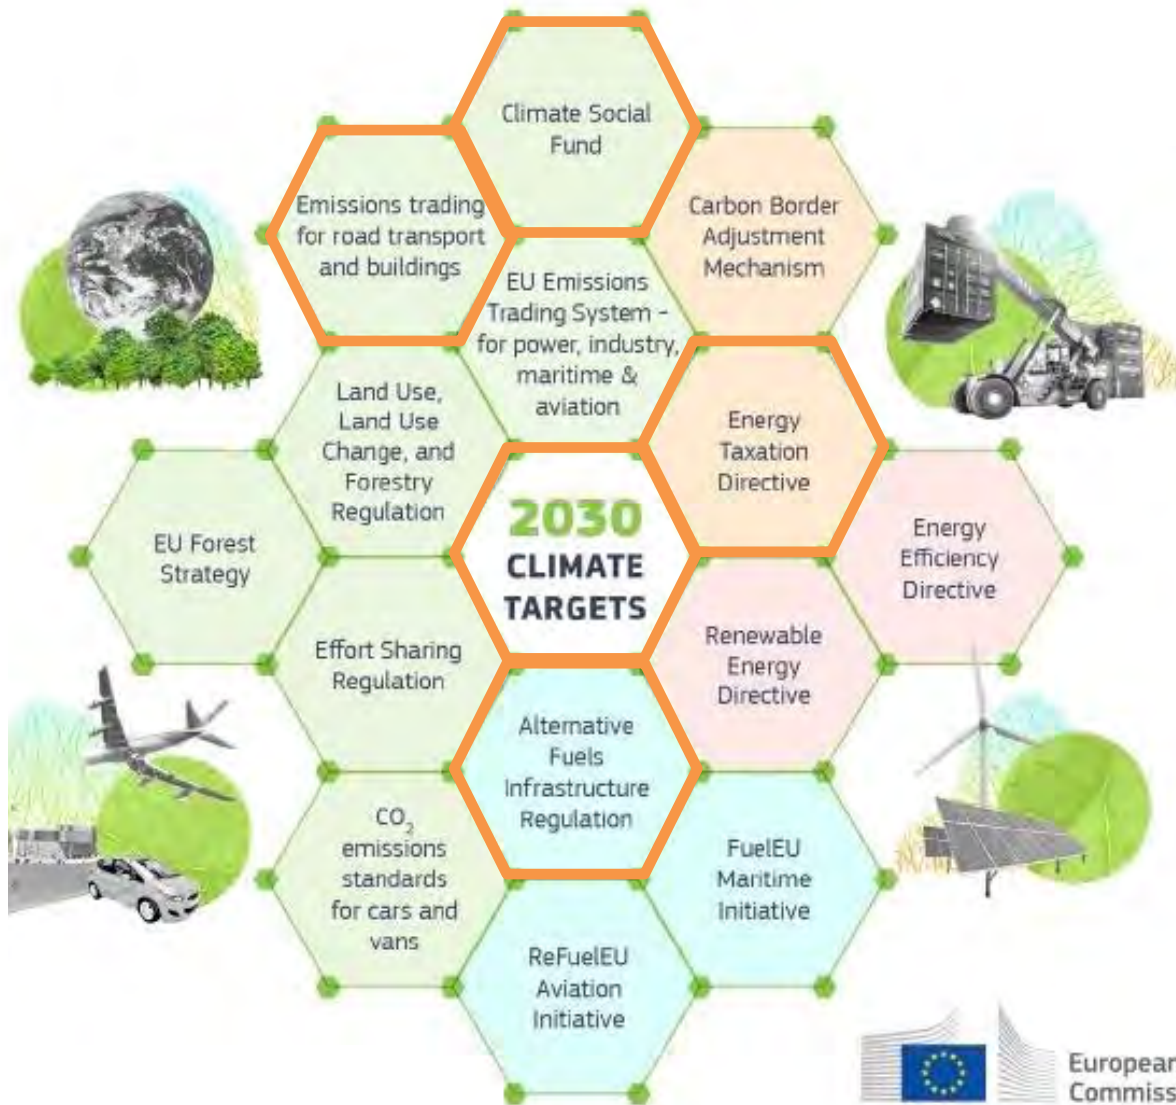 Climate Social
Fund
Emissions trading
for road transport
and buildings
Carbon Border
Adjustment
Mechanism
EU Emissions
Trading System -
for power, industry,
maritime &
aviation
Land Use,
Land Use
Change, and
Forestry
Regulation
Energy
Taxation
Directive
EU Forest
Strategy
2030
CLIMATE
TARGETS
Energy
Efficiency
Directive
Effort Sharing
Regulation
Renewable
Energy
Directive
Alternative
Fuels
Infrastructure
Regulation
CO₂
emissions
standards
for cars and
vans
FuelEU
Maritime
Initiative
ReFuelEU
Aviation
Initiative
European
Commiss